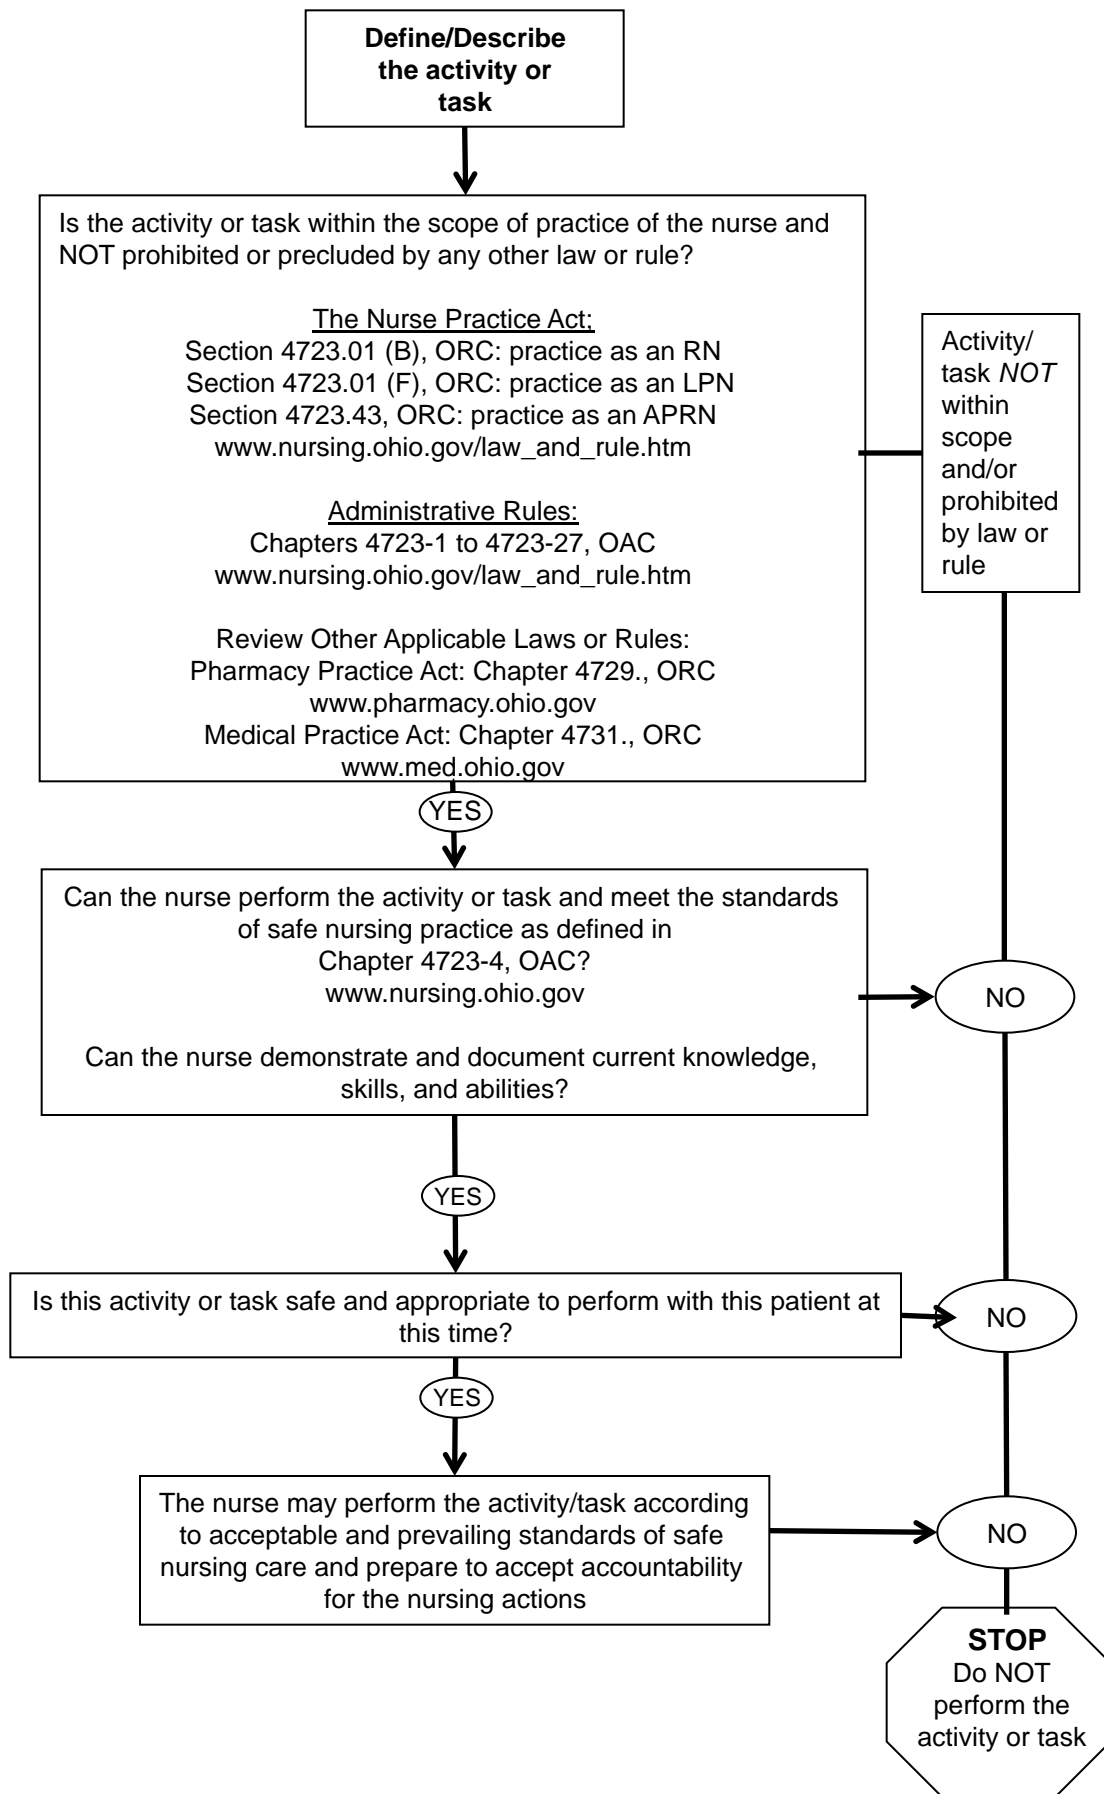 Define/Describe
the activity or
task
Is the activity or task within the scope of practice of the nurse and
NOT prohibited or precluded by any other law or rule?
The Nurse Practice Act;
Section 4723.01 (B), ORC: practice as an RN
Section 4723.01 (F), ORC: practice as an LPN
Section 4723.43, ORC: practice as an APRN
www.nursing.ohio.gov/law_and_rule.htm
Administrative Rules:
Chapters 4723-1 to 4723-27, OAC
www.nursing.ohio.gov/law_and_rule.htm
Review Other Applicable Laws or Rules:
Pharmacy Practice Act: Chapter 4729., ORC
www.pharmacy.ohio.gov
Medical Practice Act: Chapter 4731., ORC
www.med.ohio.gov
Activity/
task NOT
within
scope
and/or
prohibited
by law or
rule
YES
Can the nurse perform the activity or task and meet the standards
of safe nursing practice as defined in
Chapter 4723-4, OAC?
www.nursing.ohio.gov
Can the nurse demonstrate and document current knowledge,
skills, and abilities?
NO
YES
Is this activity or task safe and appropriate to perform with this patient at
this time?
NO
YES
The nurse may perform the activity/task according
to acceptable and prevailing standards of safe
nursing care and prepare to accept accountability
for the nursing actions
NO
STOP
Do NOT
perform the
activity or task